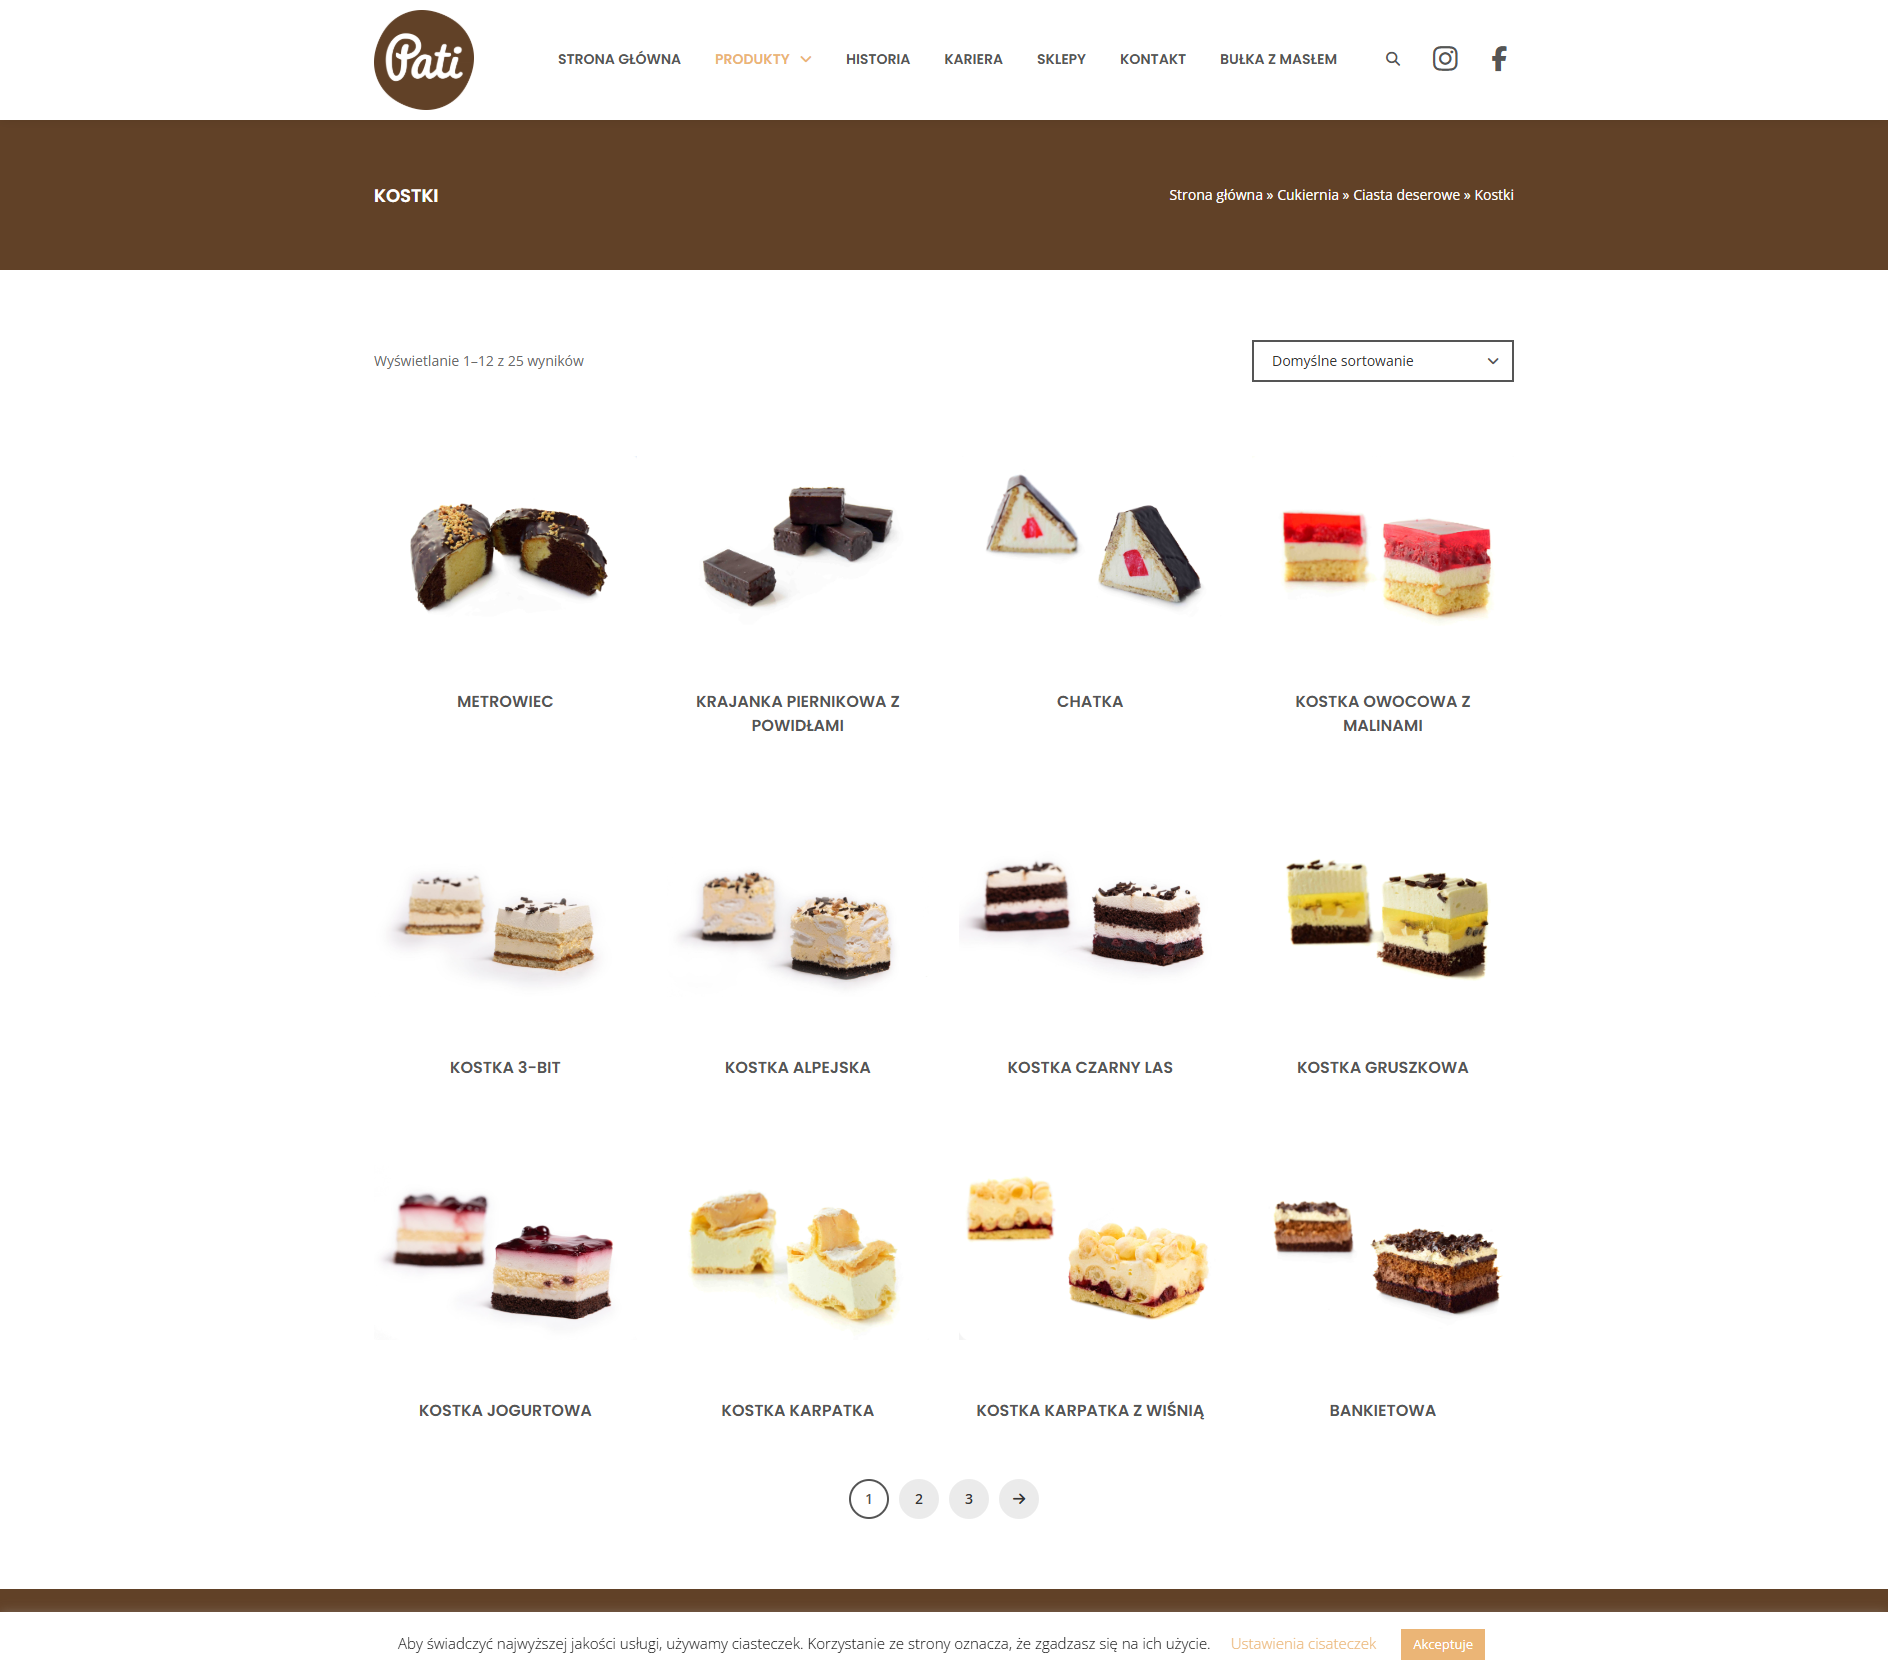 Pati
STRONA GŁÓWNA PRODUKTY HISTORIA KARIERA SKLEPY KONTAKT BUŁKA Z MASŁEM
KOSTKI
Strona główna » Cukiernia » Ciasta deserowe » Kostki
Wyświetlanie 1–12 z 25 wyników
Domyślne sortowanie
METROWIEC
KRAJANKA PIERNIKOWA Z
POWIDŁAMI
CHATKA
KOSTKA OWOCOWA Z
MALINAMI
KOSTKA 3-BIT
KOSTKA ALPEJSKA
KOSTKA CZARNY LAS
KOSTKA GRUSZKOWA
KOSTKA JOGURTOWA
KOSTKA KARPATKA
KOSTKA KARPATKA Z WIŚNIĄ
BANKIETOWA
1 2 3 →
Aby świadczyć najwyższej jakości usługi, używamy ciasteczek. Korzystanie ze strony oznacza, że zgadzasz się na ich użycie. Ustawienia cisateczek Akceptuje